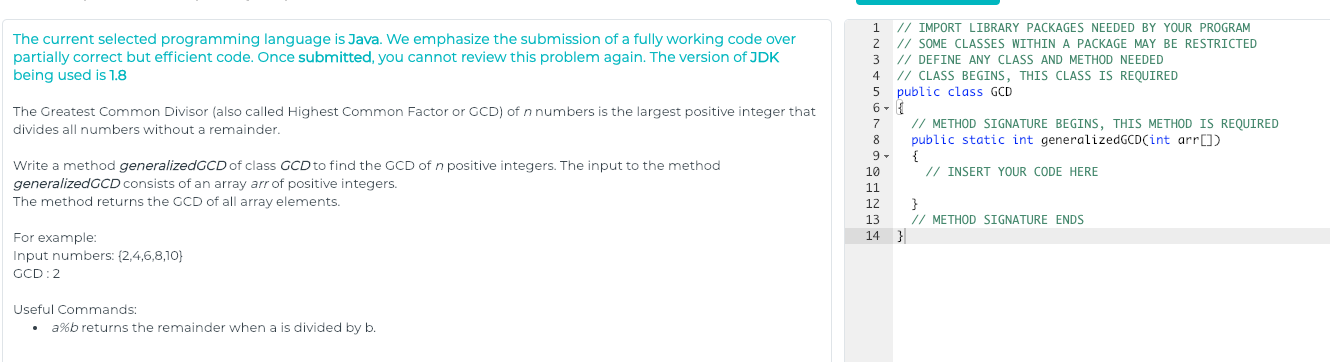 The current selected programming language is Java. We emphasize the submission of a fully working code over
partially correct but efficient code. Once submitted, you cannot review this problem again. The version of JDK
being used is 1.8
The Greatest Common Divisor (also called Highest Common Factor or GCD) of n numbers is the largest positive integer that
divides all numbers without a remainder.
Write a method generalizedGCD of class GCD to find the GCD of n positive integers. The input to the method
generalizedGCD consists of an array arr of positive integers.
The method returns the GCD of all array elements.
For example:
Input numbers: {2,4,6,8,10}
GCD : 2
Useful Commands:
• a%b returns the remainder when a is divided by b.
1 // IMPORT LIBRARY PACKAGES NEEDED BY YOUR PROGRAM
2 // SOME CLASSES WITHIN A PACKAGE MAY BE RESTRICTED
3 // DEFINE ANY CLASS AND METHOD NEEDED
4 // CLASS BEGINS, THIS CLASS IS REQUIRED
5 public class GCD
6 {
7 // METHOD SIGNATURE BEGINS, THIS METHOD IS REQUIRED
8 public static int generalizedGCD(int arr[])
9 {
10 // INSERT YOUR CODE HERE
11
12 }
13 // METHOD SIGNATURE ENDS
14 }